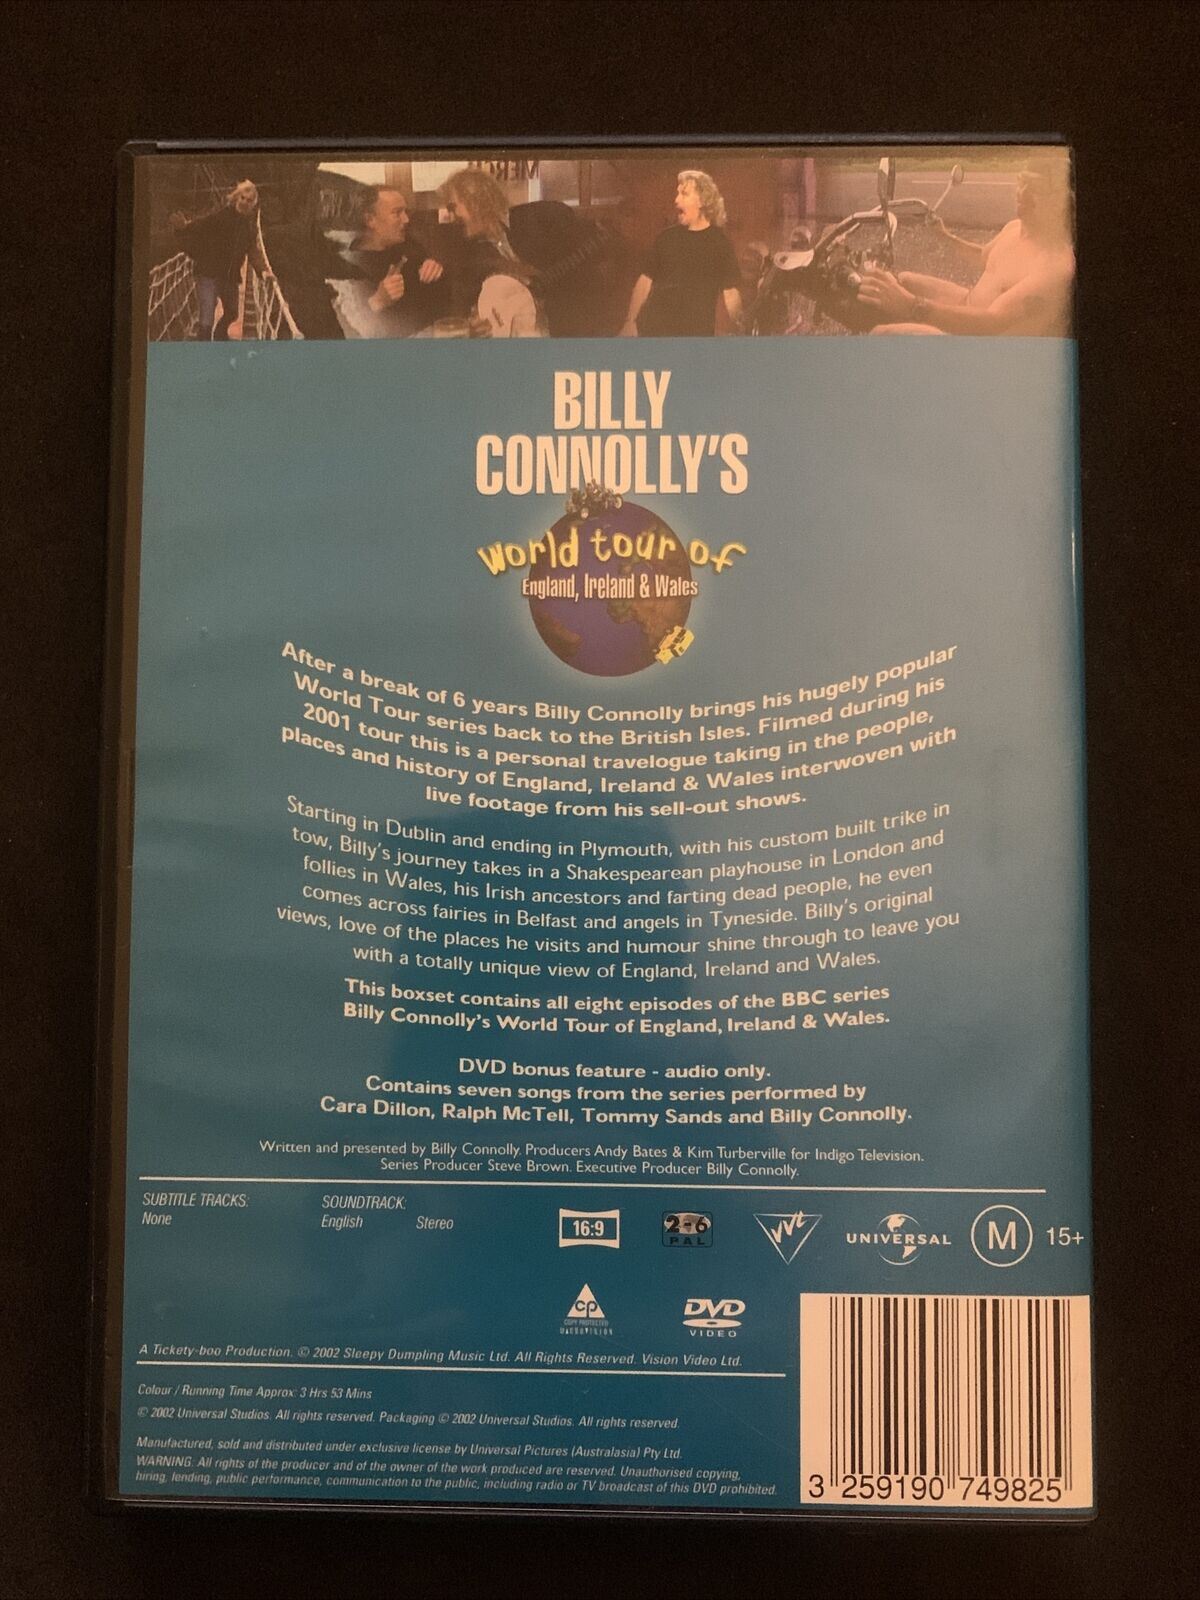 BILLY
CONNOLLY'S
World tour of
England, Ireland & Wales
After a break of 6 years Billy Connolly brings his hugely popular
World Tour series back to the British Isles. Filmed during his
2001 tour this is a personal travelogue taking in the people,
places and history of England, Ireland & Wales interwoven with
live footage from his sell-out shows.
Starting in Dublin and ending in Plymouth, with his custom built trike in
tow, Billy's journey takes in a Shakespearean playhouse in London and
follies in Wales, his Irish ancestors and farting dead people, he even
comes across fairies in Belfast and angels in Tyneside. Billy's original
views, love of the places he visits and humour shine through to leave you
with a totally unique view of England, Ireland and Wales.
This boxset contains all eight episodes of the BBC series
Billy Connolly's World Tour of England, Ireland & Wales.
DVD bonus feature - audio only.
Contains seven songs from the series performed by
Cara Dillon, Ralph McTell, Tommy Sands and Billy Connolly.
Written and presented by Billy Connolly. Producers Andy Bates & Kim Turberville for Indigo Television.
Series Producer Steve Brown. Executive Producer Billy Connolly.
SUBTITLE TRACKS: SOUNDTRACK:
None English Stereo
16:9 2-6 PAL VVL UNIVERSAL M 15+
CP COPY PROTECTED MACROVISION DVD VIDEO
A Tickety-boo Production. © 2002 Sleepy Dumpling Music Ltd. All Rights Reserved. Vision Video Ltd.
Colour / Running Time Approx: 3 Hrs 53 Mins
© 2002 Universal Studios. All rights reserved. Packaging © 2002 Universal Studios. All rights reserved.
Manufactured, sold and distributed under exclusive license by Universal Pictures (Australasia) Pty Ltd.
WARNING. All rights of the producer and of the owner of the work produced are reserved. Unauthorised copying,
hiring, lending, public performance, communication to the public, including radio or TV broadcast of this DVD prohibited.
3 259190 749825